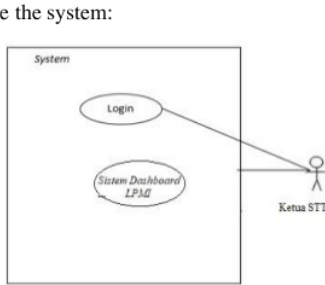 e the system:
System
Login
Sistem Dashboard
LPMI
Ketua STT